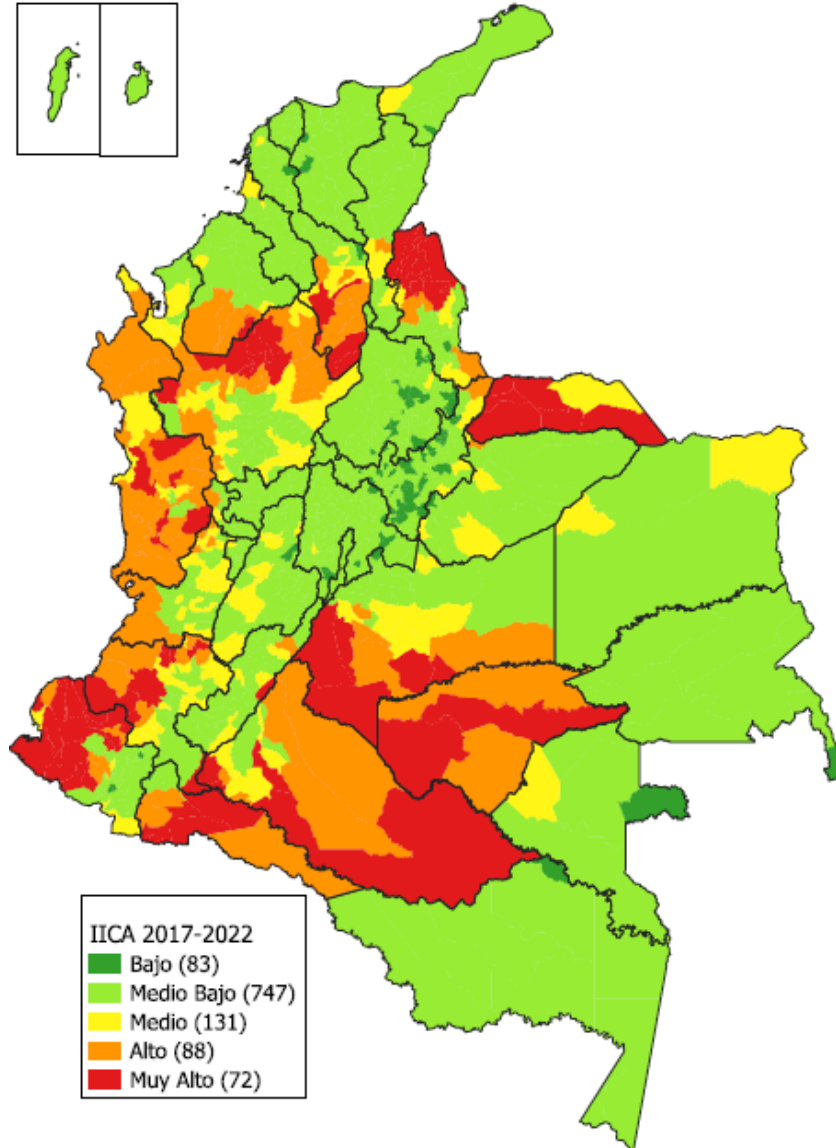 IICA 2017-2022
Bajo (83)
Medio Bajo (747)
Medio (131)
Alto (88)
Muy Alto (72)